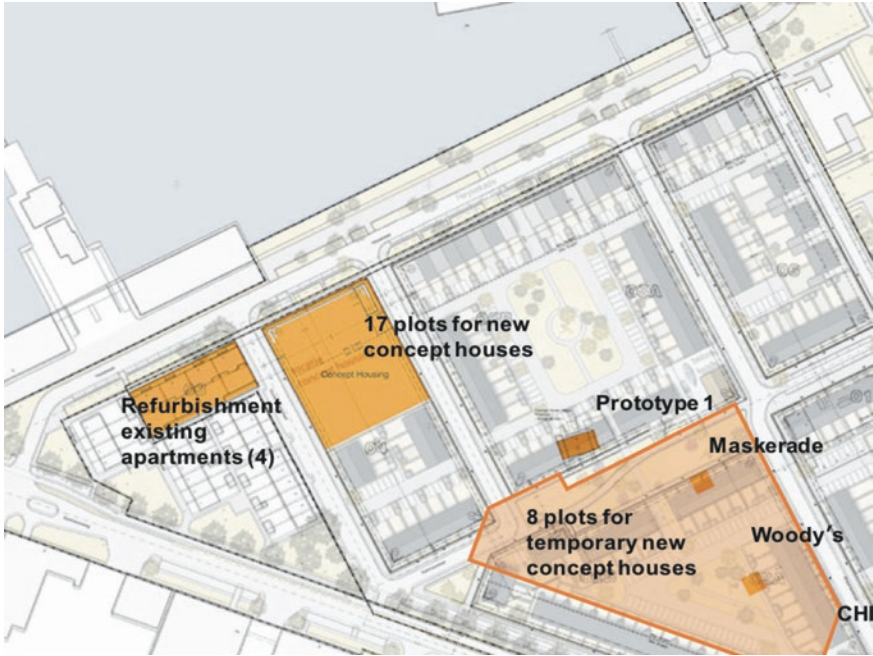 17 plots for new
concept houses
Concept Housing
Refurbishment
existing
apartments (4)
Prototype 1
Maskerade
8 plots for
temporary new
concept houses
Woody's
CHI